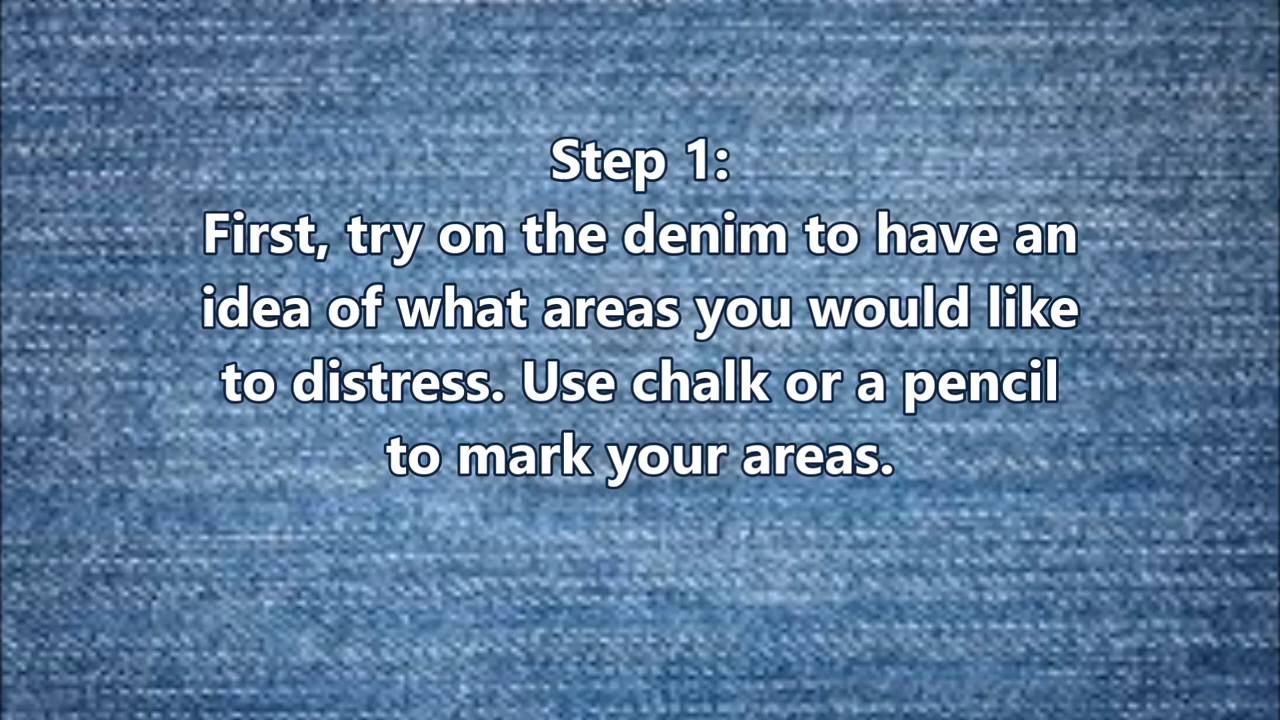 Step 1:
First, try on the denim to have an
idea of what areas you would like
to distress. Use chalk or a pencil
to mark your areas.